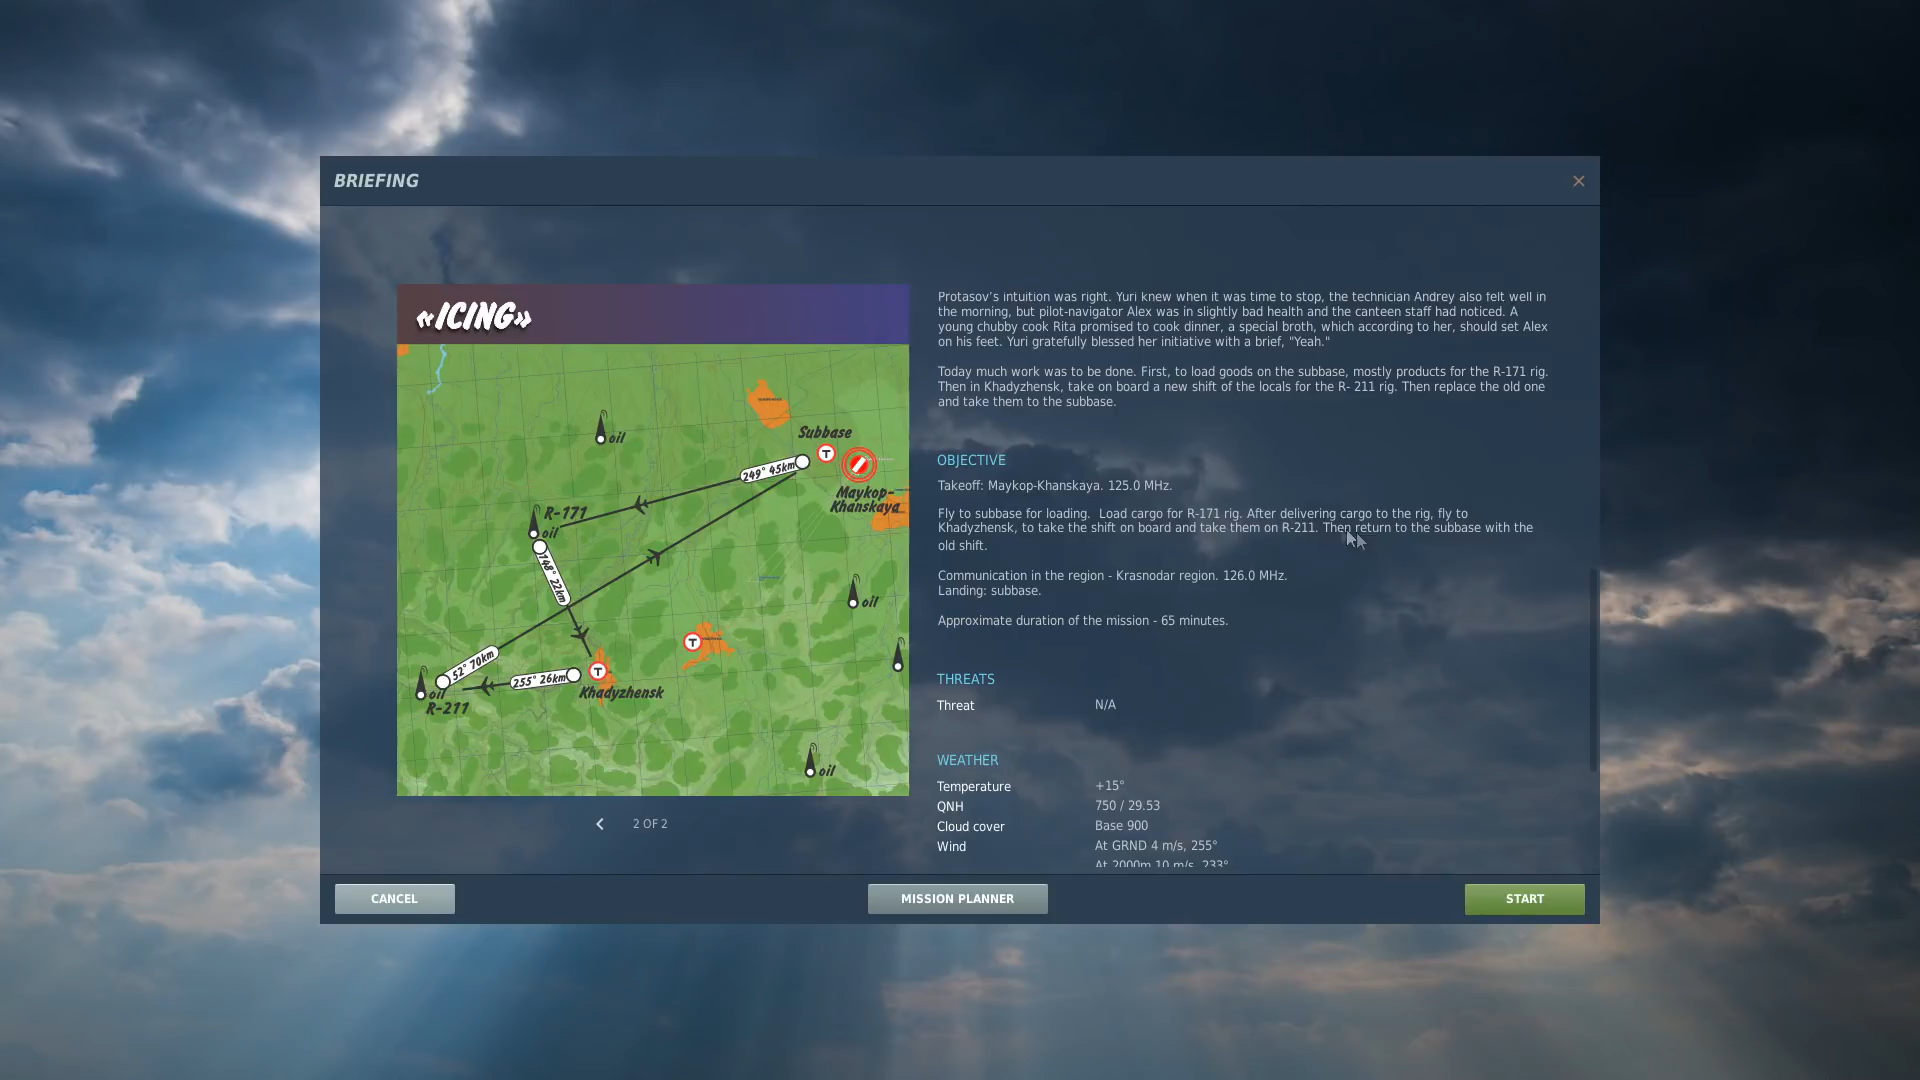 BRIEFING
«ICING»
oil
Subbase
249° 45km
Maykop-
Khanskaya
R-171
oil
148° 22km
oil
52° 70km
255° 26km
oil
R-211
Khadyzhensk
oil
Protasov’s intuition was right. Yuri knew when it was time to stop, the technician Andrey also felt well in
the morning, but pilot-navigator Alex was in slightly bad health and the canteen staff had noticed. A
young chubby cook Rita promised to cook dinner, a special broth, which according to her, should set Alex
on his feet. Yuri gratefully blessed her initiative with a brief, "Yeah."
Today much work was to be done. First, to load goods on the subbase, mostly products for the R-171 rig.
Then in Khadyzhensk, take on board a new shift of the locals for the R- 211 rig. Then replace the old one
and take them to the subbase.
OBJECTIVE
Takeoff: Maykop-Khanskaya. 125.0 MHz.
Fly to subbase for loading.  Load cargo for R-171 rig. After delivering cargo to the rig, fly to
Khadyzhensk, to take the shift on board and take them on R-211. Then return to the subbase with the
old shift.
Communication in the region - Krasnodar region. 126.0 MHz.
Landing: subbase.
Approximate duration of the mission - 65 minutes.
THREATS
Threat N/A
WEATHER
Temperature +15°
QNH 750 / 29.53
Cloud cover Base 900
Wind At GRND 4 m/s, 255°
At 2000m 10 m/s, 233°
2 OF 2
CANCEL
MISSION PLANNER
START